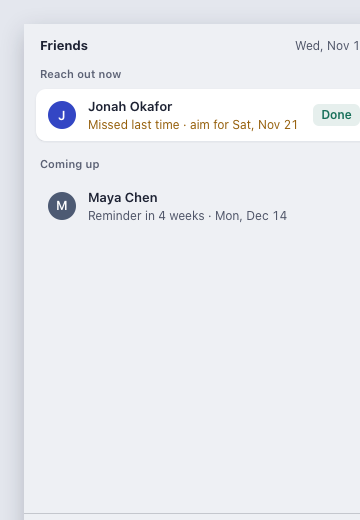 Friends
Wed, Nov 1
Reach out now
J
Jonah Okafor
Missed last time · aim for Sat, Nov 21
Done
Coming up
M
Maya Chen
Reminder in 4 weeks · Mon, Dec 14